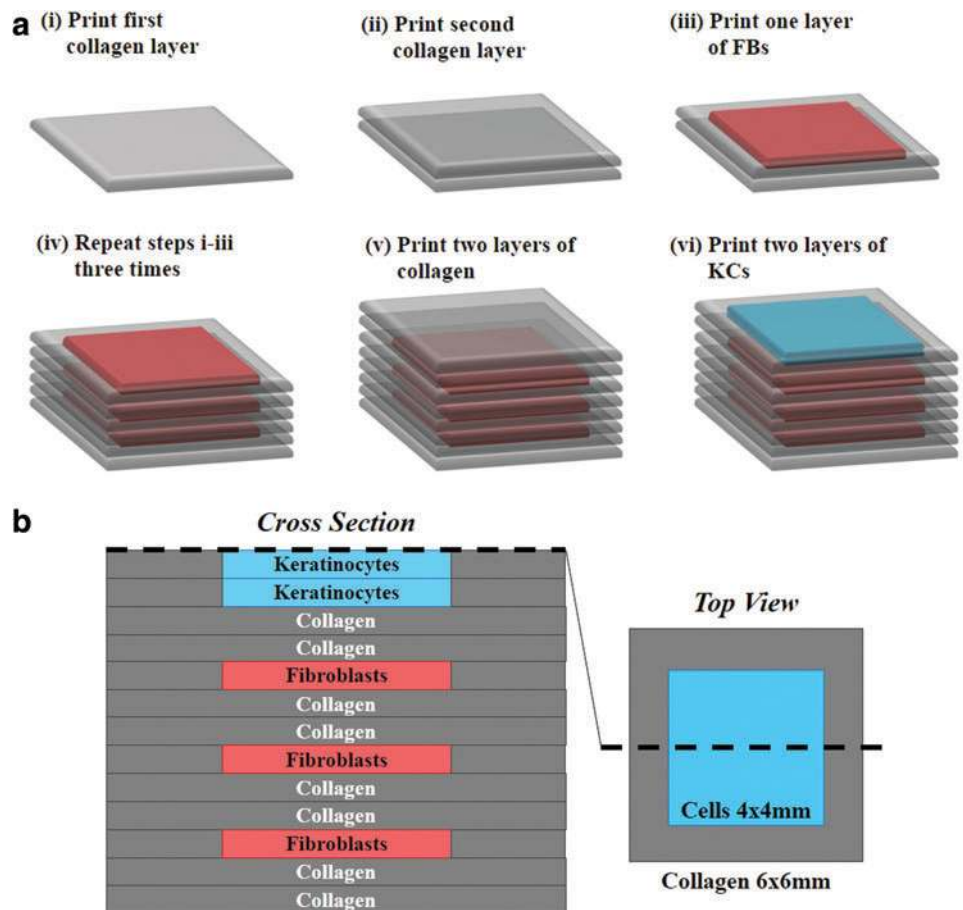 a
(i) Print first
collagen layer
(ii) Print second
collagen layer
(iii) Print one layer
of FBs
(iv) Repeat steps i-iii
three times
(v) Print two layers of
collagen
(vi) Print two layers of
KCs
b
Cross Section
Keratinocytes
Keratinocytes
Collagen
Collagen
Fibroblasts
Collagen
Collagen
Fibroblasts
Collagen
Collagen
Fibroblasts
Collagen
Collagen
Top View
Cells 4x4mm
Collagen 6x6mm